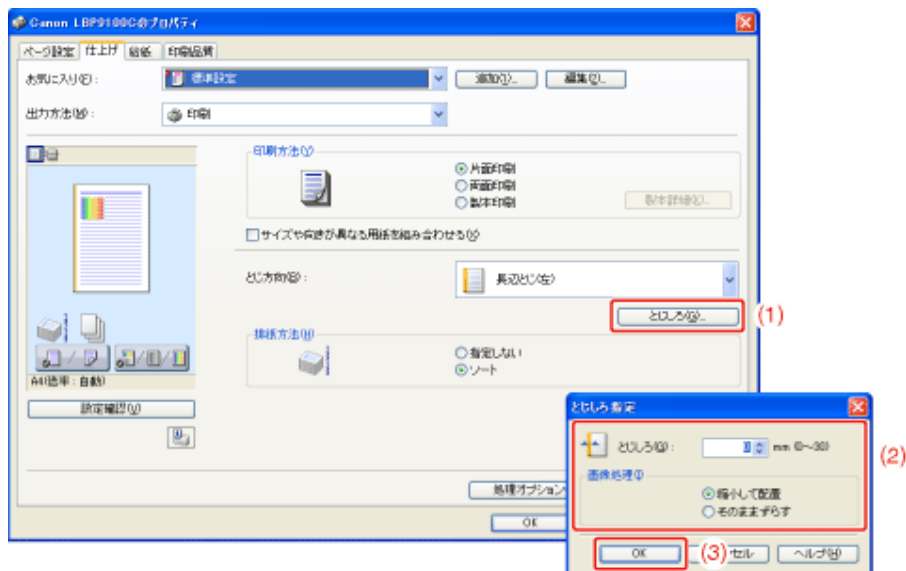 Canon LBP9100Cのプロパティ
ページ設定 仕上げ 給紙 印刷品質
お気に入り(F): 標準設定 追加(1)... 編集(2)...
出力方法(M): 印刷
印刷方法(Y)
片面印刷
両面印刷
製本印刷 製本詳細(K)...
サイズや向きが異なる用紙を組み合わせる(X)
とじ方向(B): 長辺とじ(左)
とじしろ(G)... (1)
排紙方法(H)
指定しない
ソート
A4(倍率:自動)
設定確認(V)
処理オプション
OK
とじしろ指定
とじしろ(G): 0 mm (0~30) (2)
画像処理(I)
縮小して配置
そのままずらす
OK (3) セル ヘルプ(H)